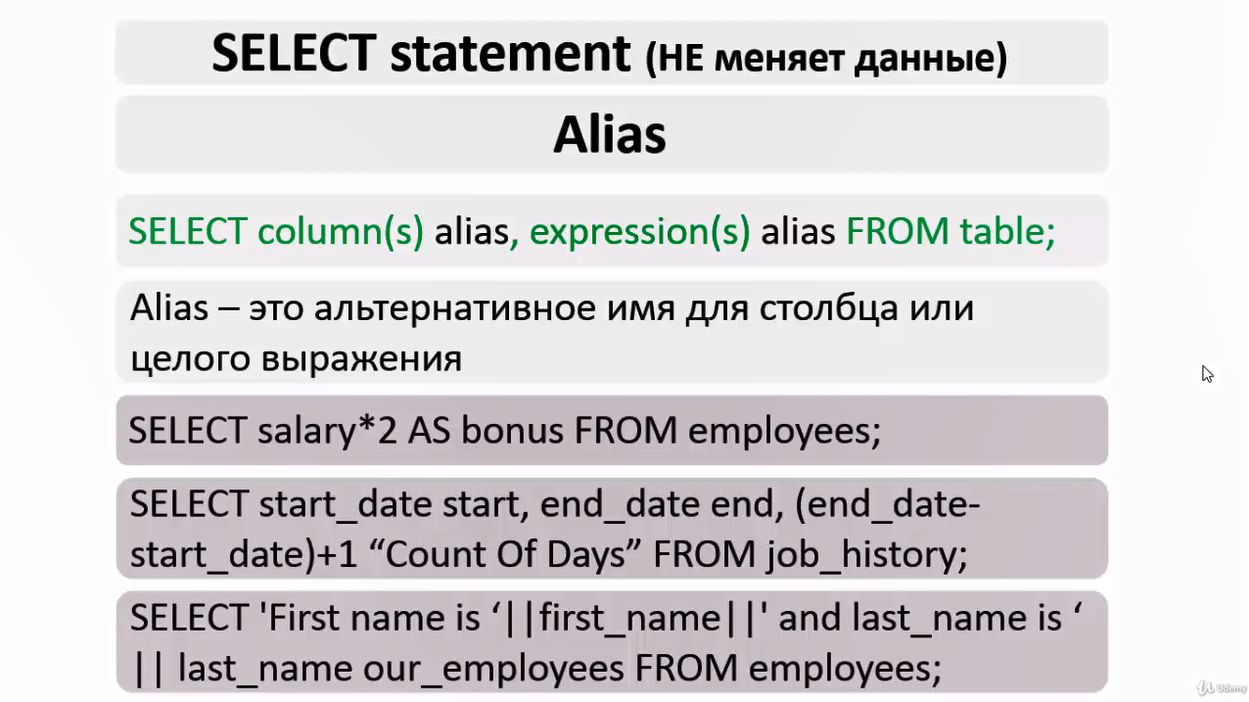 SELECT statement (НЕ меняет данные)
Alias
SELECT column(s) alias, expression(s) alias FROM table;
Alias – это альтернативное имя для столбца или
целого выражения
SELECT salary*2 AS bonus FROM employees;
SELECT start_date start, end_date end, (end_date-
start_date)+1 “Count Of Days” FROM job_history;
SELECT 'First name is ‘||first_name||' and last_name is ‘
|| last_name our_employees FROM employees;
Udemy